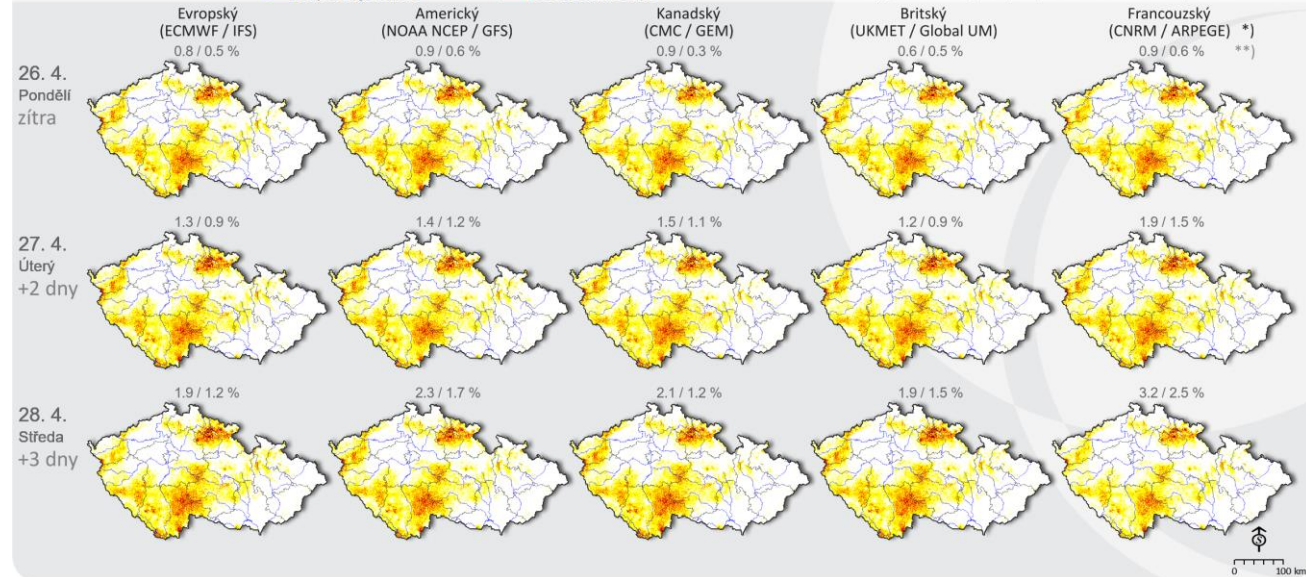 Evropský
(ECMWF / IFS)
Americký
(NOAA NCEP / GFS)
Kanadský
(CMC / GEM)
Britský
(UKMET / Global UM)
Francouzský
(CNRM / ARPEGE) *)
**)
26. 4.
Pondělí
zítra
0.8 / 0.5 %
0.9 / 0.6 %
0.9 / 0.3 %
0.6 / 0.5 %
0.9 / 0.6 %
27. 4.
Úterý
+2 dny
1.3 / 0.9 %
1.4 / 1.2 %
1.5 / 1.1 %
1.2 / 0.9 %
1.9 / 1.5 %
28. 4.
Středa
+3 dny
1.9 / 1.2 %
2.3 / 1.7 %
2.1 / 1.2 %
1.9 / 1.5 %
3.2 / 2.5 %
0 100 km